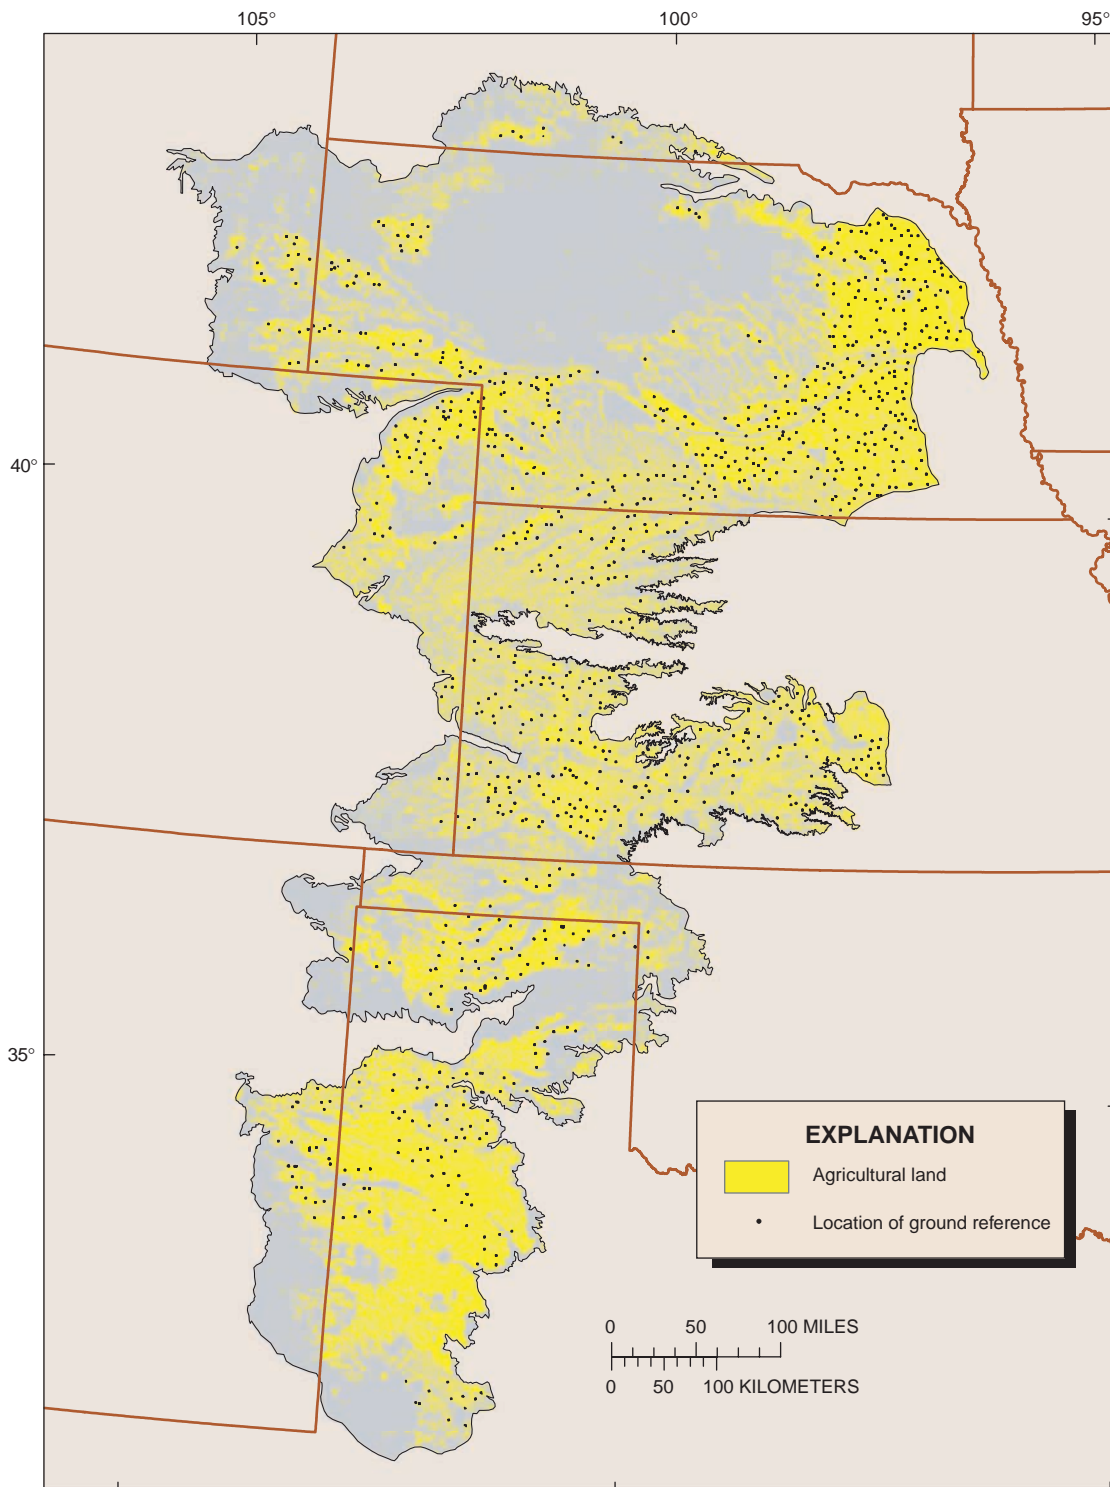 105°
100°
95°
40°
35°
EXPLANATION
Agricultural land
Location of ground reference
0 50 100 MILES
0 50 100 KILOMETERS